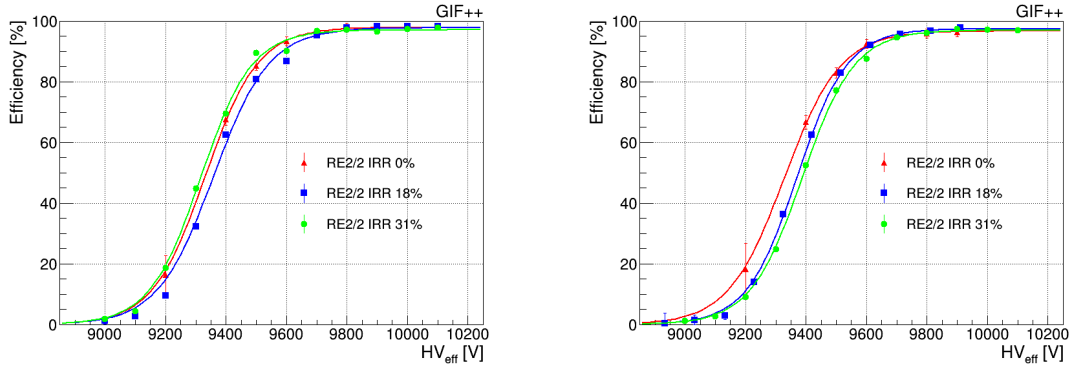 GIF++
Efficiency [%]
100
80
60
40
20
0
RE2/2 IRR 0%
RE2/2 IRR 18%
RE2/2 IRR 31%
9000 9200 9400 9600 9800 10000 10200
HVeff [V]
GIF++
Efficiency [%]
100
80
60
40
20
0
RE2/2 IRR 0%
RE2/2 IRR 18%
RE2/2 IRR 31%
9000 9200 9400 9600 9800 10000 10200
HVeff [V]